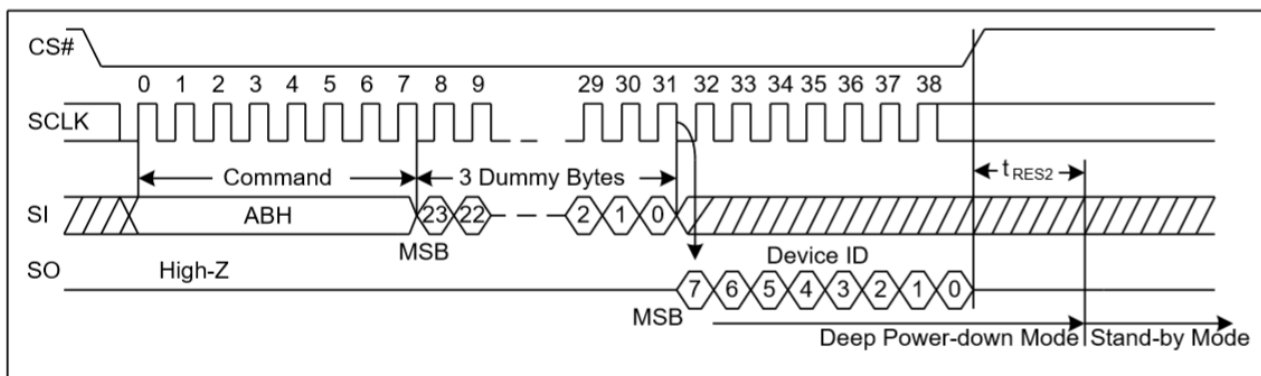 CS#
0 1 2 3 4 5 6 7 8 9 29 30 31 32 33 34 35 36 37 38
SCLK
Command 3 Dummy Bytes tRES2
SI ABH 23 22 2 1 0
MSB
SO High-Z Device ID
7 6 5 4 3 2 1 0
MSB
Deep Power-down Mode Stand-by Mode